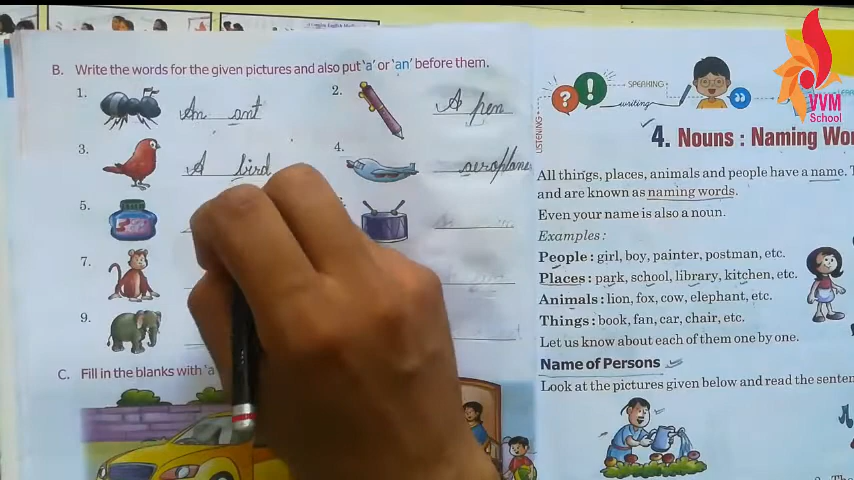 B. Write the words for the given pictures and also put 'a' or 'an' before them.
1. An ant
2. A pen
3. A bird
4. aeroplane
5.
7.
9.
C. Fill in the blanks with 'a
SPEAKING
writing
LISTENING
VVM
School
4. Nouns : Naming Wo
All things, places, animals and people have a name.
and are known as naming words.
Even your name is also a noun.
Examples:
People: girl, boy, painter, postman, etc.
Places: park, school, library, kitchen, etc.
Animals: lion, fox, cow, elephant, etc.
Things: book, fan, car, chair, etc.
Let us know about each of them one by one.
Name of Persons
Look at the pictures given below and read the senten